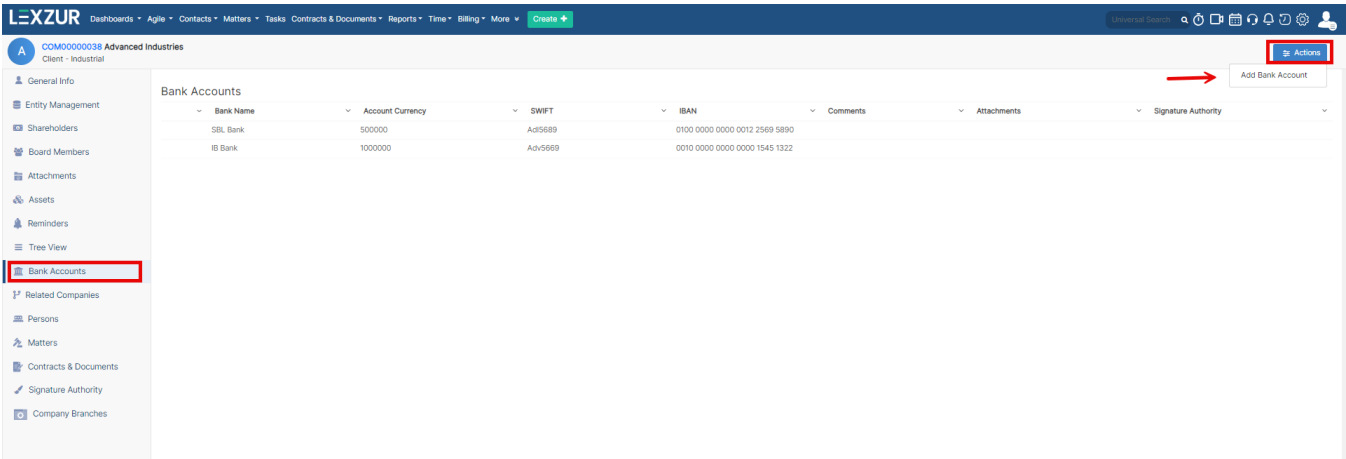 LEXZUR Dashboards Agile Contacts Matters Tasks Contracts & Documents Reports Time Billing More Create + Universal Search
A COM00000038 Advanced Industries
Client - Industrial
Actions
Add Bank Account
General Info
Entity Management
Shareholders
Board Members
Attachments
Assets
Reminders
Tree View
Bank Accounts
Related Companies
Persons
Matters
Contracts & Documents
Signature Authority
Company Branches
Bank Accounts
Bank Name Account Currency SWIFT IBAN Comments Attachments Signature Authority
SBL Bank 500000 Adl5689 0100 0000 0000 0012 2569 5890
IB Bank 1000000 Adv5669 0010 0000 0000 0000 1545 1322